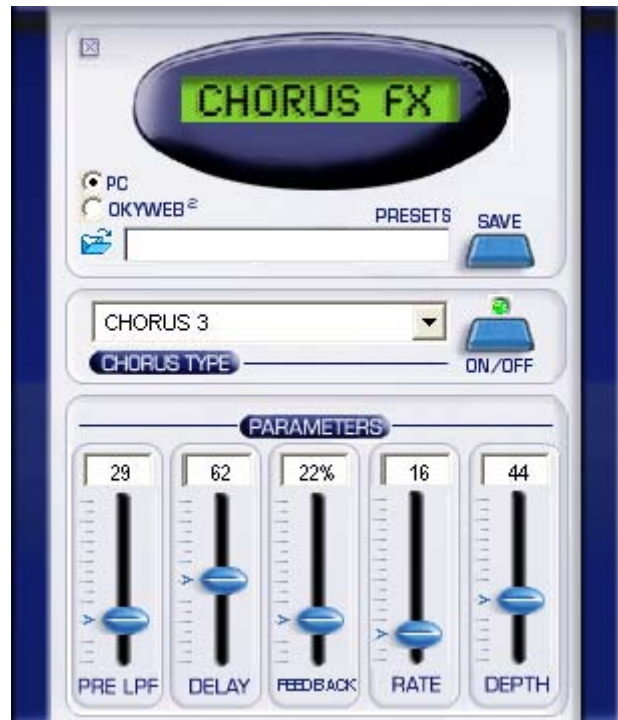 CHORUS FX
PC
OKYWEB²
PRESETS
SAVE
CHORUS 3
CHORUS TYPE
ON/OFF
PARAMETERS
29 62 22% 16 44
PRE LPF DELAY FEEDBACK RATE DEPTH